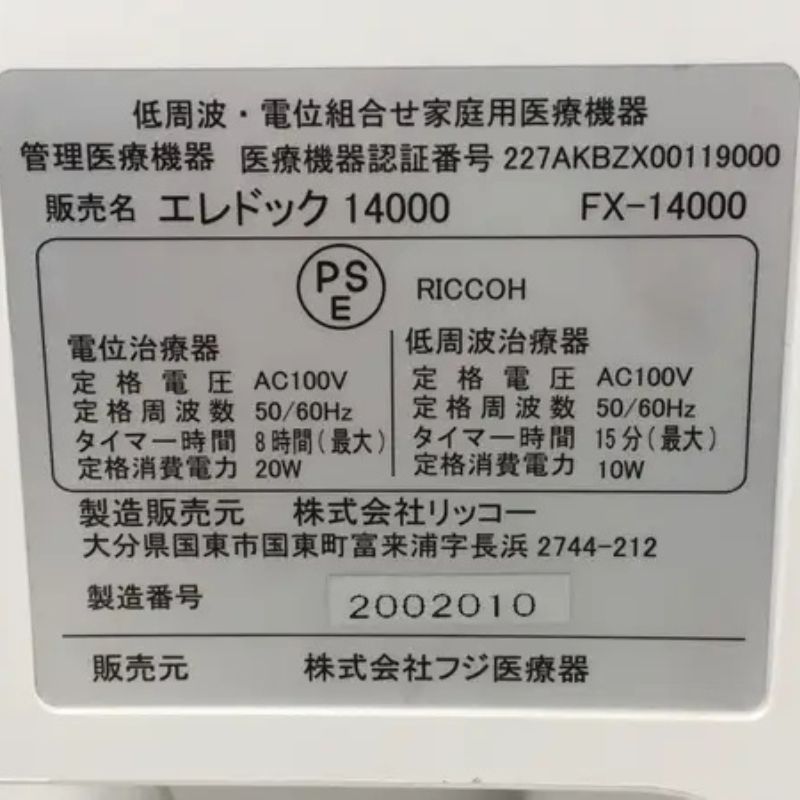 低周波・電位組合せ家庭用医療機器
管理医療機器 医療機器認証番号 227AKBZX00119000
販売名 エレドック 14000 FX-14000
PS
E
RICCOH
電位治療器
定格電圧 AC100V
定格周波数 50/60Hz
タイマー時間 8時間(最大)
定格消費電力 20W
低周波治療器
定格電圧 AC100V
定格周波数 50/60Hz
タイマー時間 15分(最大)
定格消費電力 10W
製造販売元 株式会社リッコー
大分県国東市国東町富来浦字長浜 2744-212
製造番号 2002010
販売元 株式会社フジ医療器